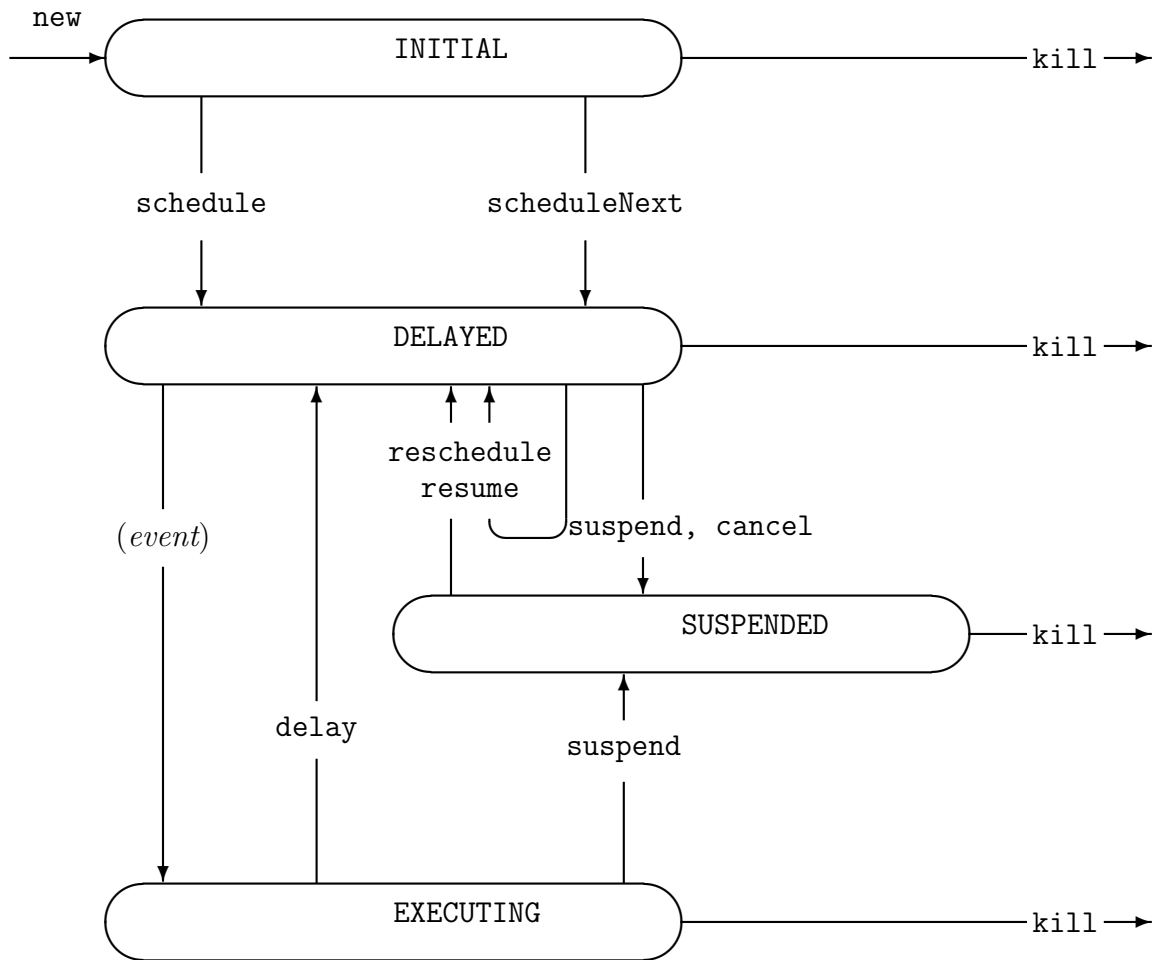 new
INITIAL
kill
schedule
scheduleNext
DELAYED
kill
reschedule
resume
(event)
suspend, cancel
SUSPENDED
kill
delay
suspend
EXECUTING
kill